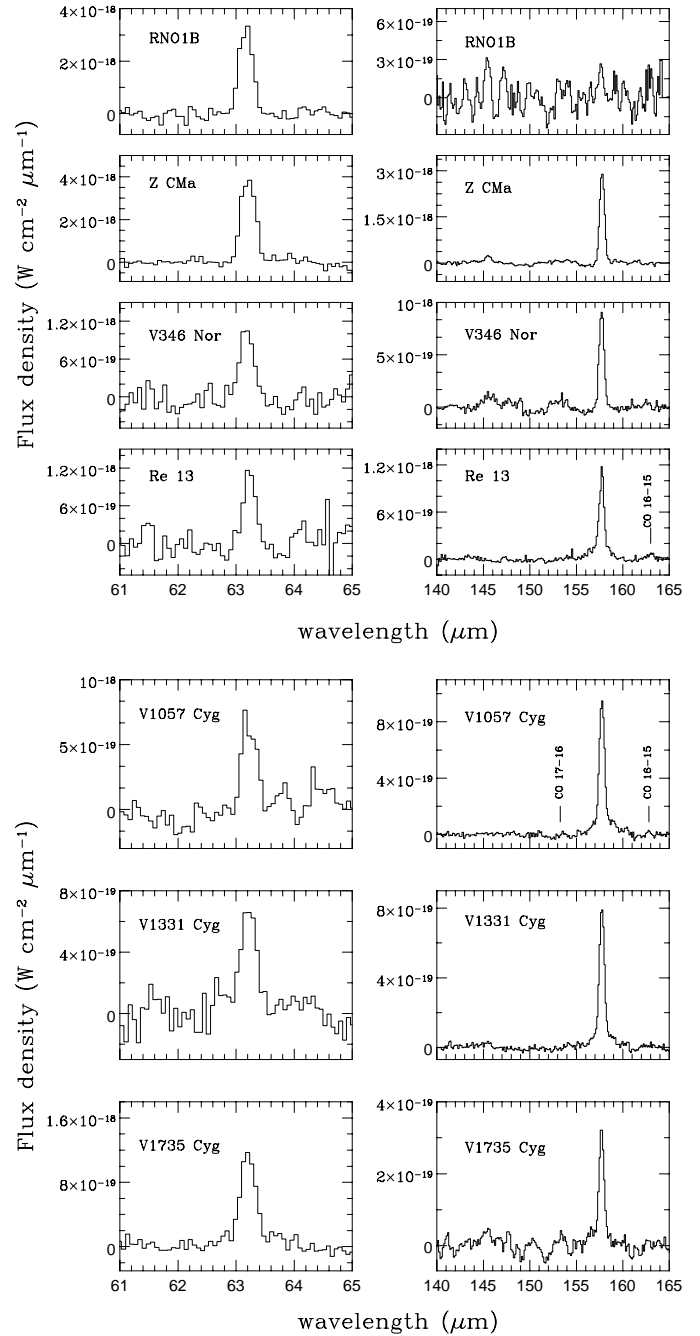 Flux density (W cm⁻² μm⁻¹)
4×10⁻¹⁸
2×10⁻¹⁸
0
RNO1B
6×10⁻¹⁹
3×10⁻¹⁹
0
RNO1B
4×10⁻¹⁸
2×10⁻¹⁸
0
Z CMa
3×10⁻¹⁸
1.5×10⁻¹⁸
0
Z CMa
1.2×10⁻¹⁸
6×10⁻¹⁹
0
V346 Nor
10⁻¹⁸
5×10⁻¹⁹
0
V346 Nor
1.2×10⁻¹⁸
6×10⁻¹⁹
0
Re 13
61 62 63 64 65
1.2×10⁻¹⁸
6×10⁻¹⁹
0
Re 13
CO 16-15
140 145 150 155 160 165
wavelength (μm)
Flux density (W cm⁻² μm⁻¹)
10⁻¹⁸
5×10⁻¹⁹
0
V1057 Cyg
8×10⁻¹⁹
4×10⁻¹⁹
0
V1057 Cyg
CO 17-16
CO 16-15
8×10⁻¹⁹
4×10⁻¹⁹
0
V1331 Cyg
8×10⁻¹⁹
4×10⁻¹⁹
0
V1331 Cyg
1.6×10⁻¹⁸
8×10⁻¹⁹
0
V1735 Cyg
61 62 63 64 65
4×10⁻¹⁹
2×10⁻¹⁹
0
V1735 Cyg
140 145 150 155 160 165
wavelength (μm)